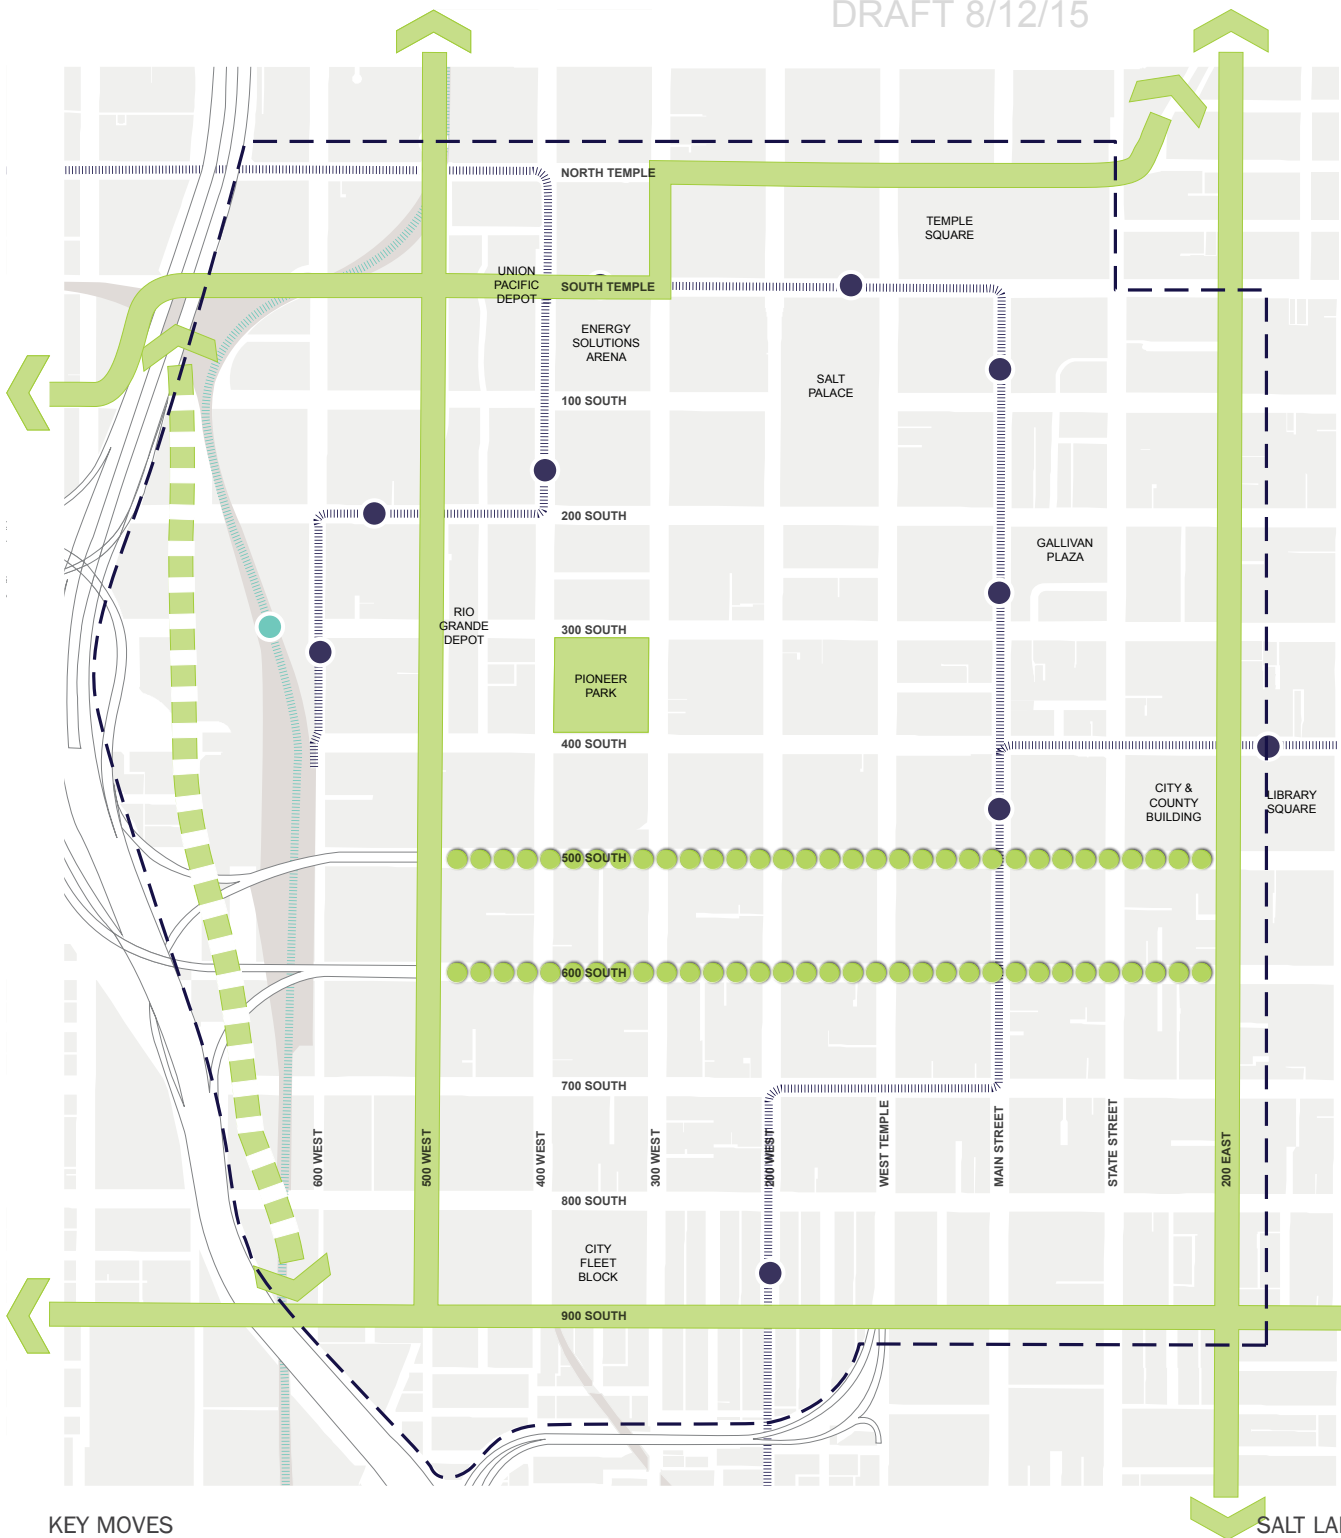 DRAFT 8/12/15
NORTH TEMPLE
TEMPLE
SQUARE
UNION
PACIFIC
DEPOT
SOUTH TEMPLE
ENERGY
SOLUTIONS
ARENA
SALT
PALACE
100 SOUTH
200 SOUTH
GALLIVAN
PLAZA
RIO
GRANDE
DEPOT
300 SOUTH
PIONEER
PARK
400 SOUTH
CITY &
COUNTY
BUILDING
LIBRARY
SQUARE
500 SOUTH
600 SOUTH
700 SOUTH
600 WEST
500 WEST
400 WEST
300 WEST
200 WEST
WEST TEMPLE
MAIN STREET
STATE STREET
200 EAST
800 SOUTH
CITY
FLEET
BLOCK
900 SOUTH
KEY MOVES
SALT LA